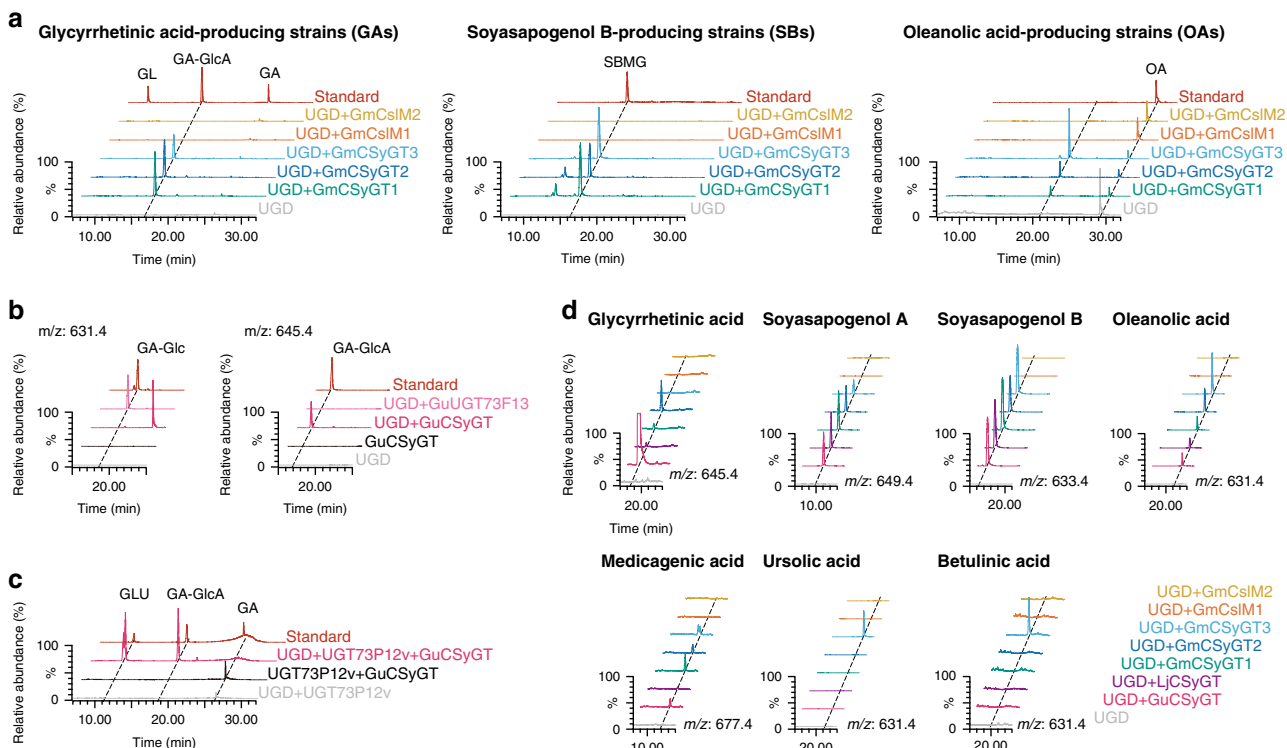 a
Glycyrrhetinic acid-producing strains (GAs)
Soyasapogenol B-producing strains (SBs)
Oleanolic acid-producing strains (OAs)
Relative abundance (%)
%
100
0
GL
GA-GlcA
GA
Standard
UGD+GmCslM2
UGD+GmCslM1
UGD+GmCSyGT3
UGD+GmCSyGT2
UGD+GmCSyGT1
UGD
10.00 20.00 30.00
Time (min)
Relative abundance (%)
%
100
0
SBMG
Standard
UGD+GmCslM2
UGD+GmCslM1
UGD+GmCSyGT3
UGD+GmCSyGT2
UGD+GmCSyGT1
UGD
10.00 20.00 30.00
Time (min)
Relative abundance (%)
%
100
0
OA
Standard
UGD+GmCslM2
UGD+GmCslM1
UGD+GmCSyGT3
UGD+GmCSyGT2
UGD+GmCSyGT1
UGD
10.00 20.00 30.00
Time (min)
b
m/z: 631.4
Relative abundance (%)
%
100
0
GA-Glc
20.00
Time (min)
m/z: 645.4
Relative abundance (%)
%
100
0
GA-GlcA
Standard
UGD+GuUGT73F13
UGD+GuCSyGT
GuCSyGT
UGD
20.00
Time (min)
c
Relative abundance (%)
%
100
0
GLU
GA-GlcA
GA
Standard
UGD+UGT73P12v+GuCSyGT
UGT73P12v+GuCSyGT
UGD+UGT73P12v
10.00 20.00 30.00
Time (min)
d
Glycyrrhetinic acid
Relative abundance (%)
%
100
0
m/z: 645.4
20.00
Time (min)
Soyasapogenol A
%
100
0
m/z: 649.4
10.00
Soyasapogenol B
%
100
0
m/z: 633.4
20.00
Oleanolic acid
%
100
0
m/z: 631.4
20.00
Medicagenic acid
%
100
0
m/z: 677.4
10.00
Ursolic acid
%
100
0
m/z: 631.4
20.00
Betulinic acid
%
100
0
m/z: 631.4
20.00
UGD+GmCslM2
UGD+GmCslM1
UGD+GmCSyGT3
UGD+GmCSyGT2
UGD+GmCSyGT1
UGD+LjCSyGT
UGD+GuCSyGT
UGD